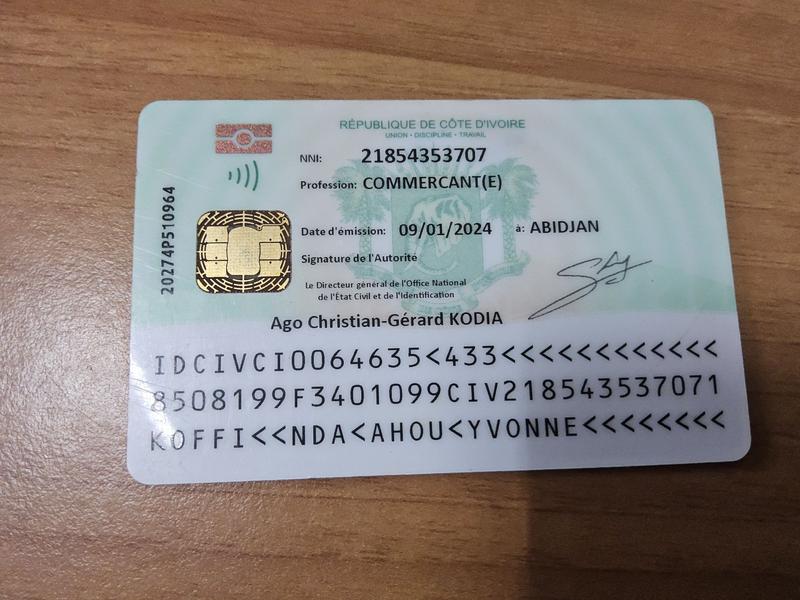 RÉPUBLIQUE DE CÔTE D'IVOIRE
UNION - DISCIPLINE - TRAVAIL
NNI: 21854353707
Profession: COMMERCANT(E)
20274P510964
Date d'émission: 09/01/2024 à: ABIDJAN
Signature de l'Autorité
Le Directeur général de l'Office National
de l'État Civil et de l'Identification
Ago Christian-Gérard KODIA
IDCIVCI0064635<433<<<<<<<<<<<<
8508199F3401099CIV218543537071
KOFFI<<NDA<AHOU<YVONNE<<<<<<<<